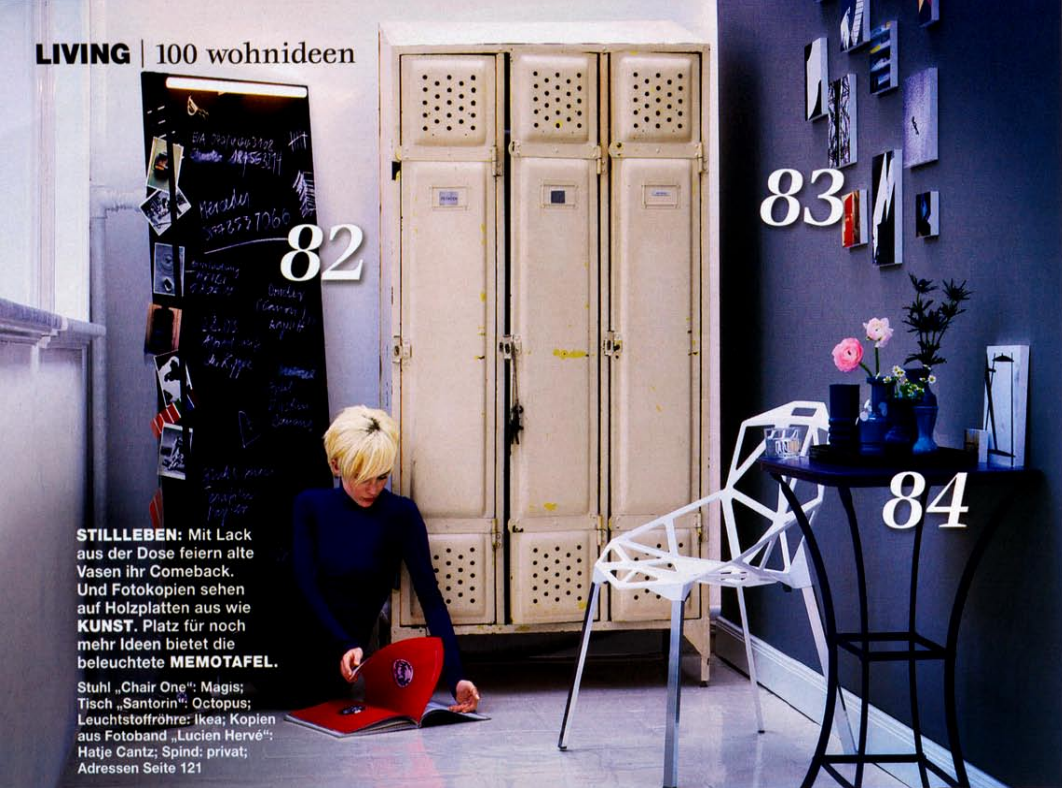 LIVING | 100 wohnideen
82
83
84
Mercedes
STILLLEBEN: Mit Lack
aus der Dose feiern alte
Vasen ihr Comeback.
Und Fotokopien sehen
auf Holzplatten aus wie
KUNST. Platz für noch
mehr Ideen bietet die
beleuchtete MEMOTAFEL.
Stuhl „Chair One“: Magis;
Tisch „Santorin“: Octopus;
Leuchtstoffröhre: Ikea; Kopien
aus Fotoband „Lucien Hervé“:
Hatje Cantz; Spind: privat;
Adressen Seite 121